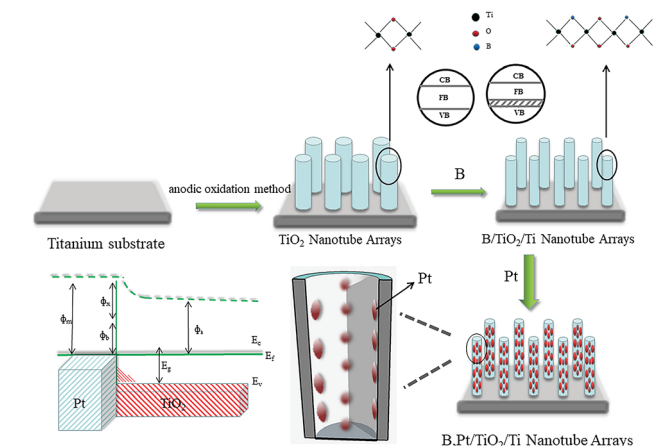 Ti
O
B
CB
FB
VB
CB
FB
VB
anodic oxidation method
B
Titanium substrate
TiO₂ Nanotube Arrays
B/TiO₂/Ti Nanotube Arrays
Pt
Pt
ϕm
ϕx
ϕb
ϕs
Ec
Ef
Eg
Ev
Pt
TiO₂
B,Pt/TiO₂/Ti Nanotube Arrays